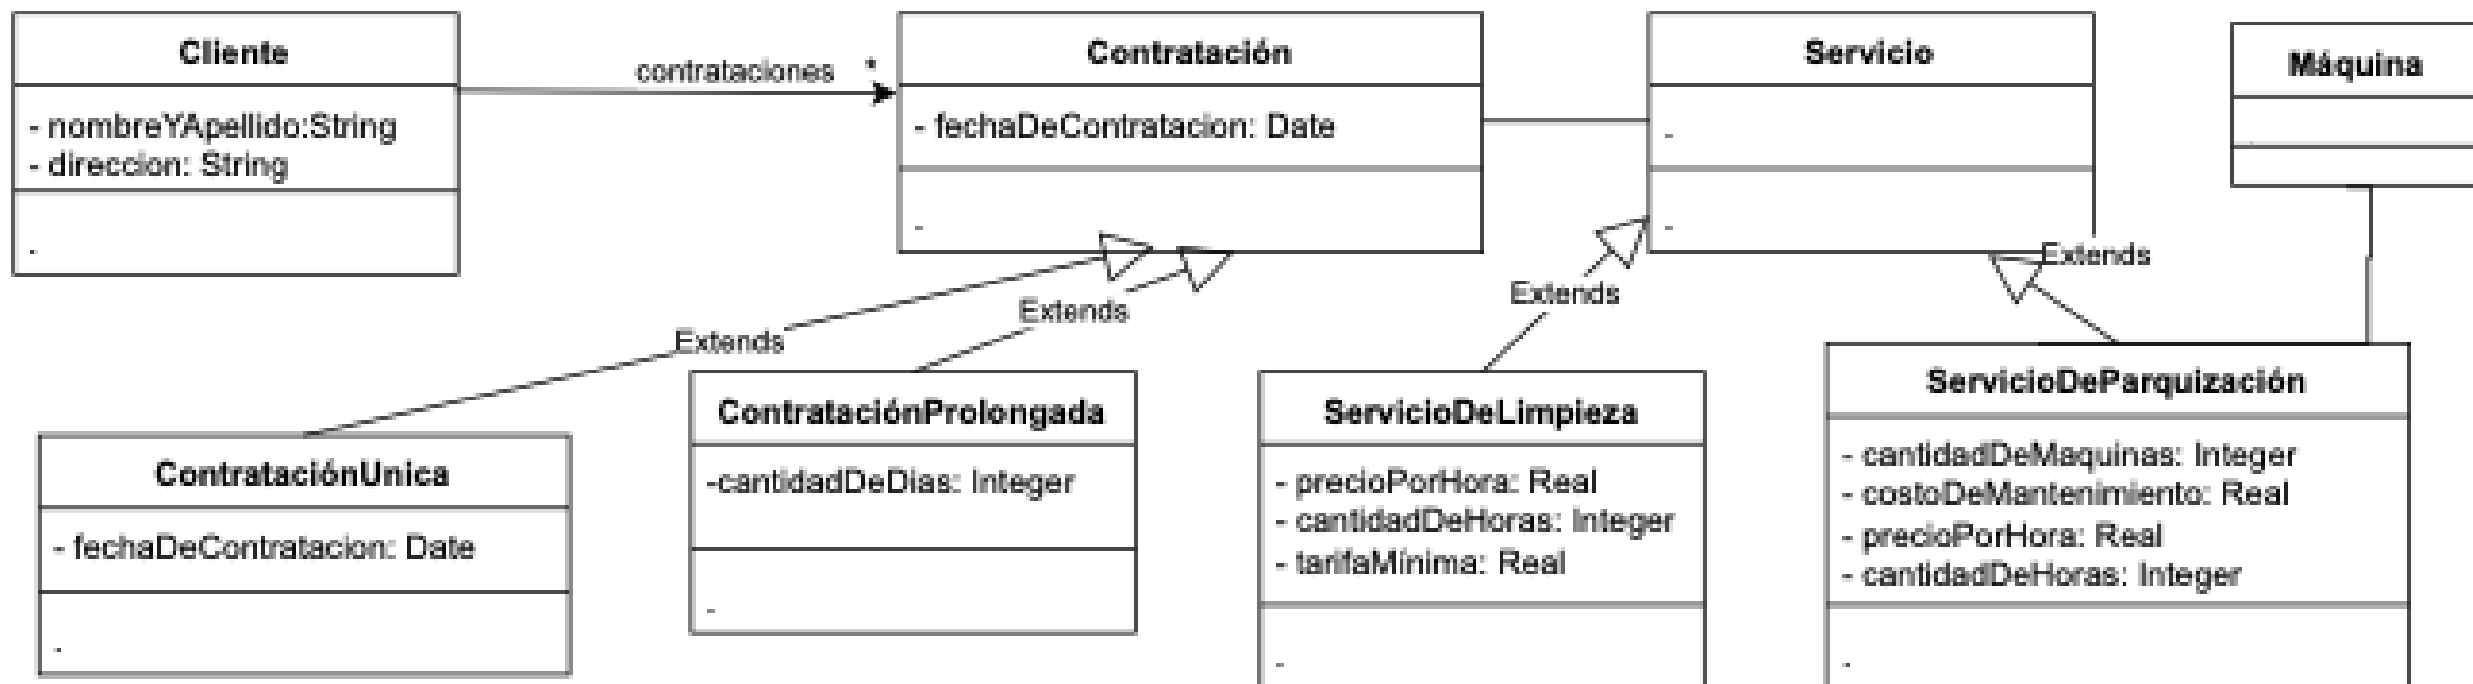 Cliente
- nombreYApellido:String
- direccion: String
.
contrataciones *
Contratación
- fechaDeContratacion: Date
-
Servicio
-
-
Máquina
Extends
Extends
Extends
Extends
ContrataciónUnica
- fechaDeContratacion: Date
.
ContrataciónProlongada
-cantidadDeDias: Integer
-
ServicioDeLimpieza
- precioPorHora: Real
- cantidadDeHoras: Integer
- tarifaMínima: Real
-
ServicioDeParquización
- cantidadDeMaquinas: Integer
- costoDeMantenimiento: Real
- precioPorHora: Real
- cantidadDeHoras: Integer
-